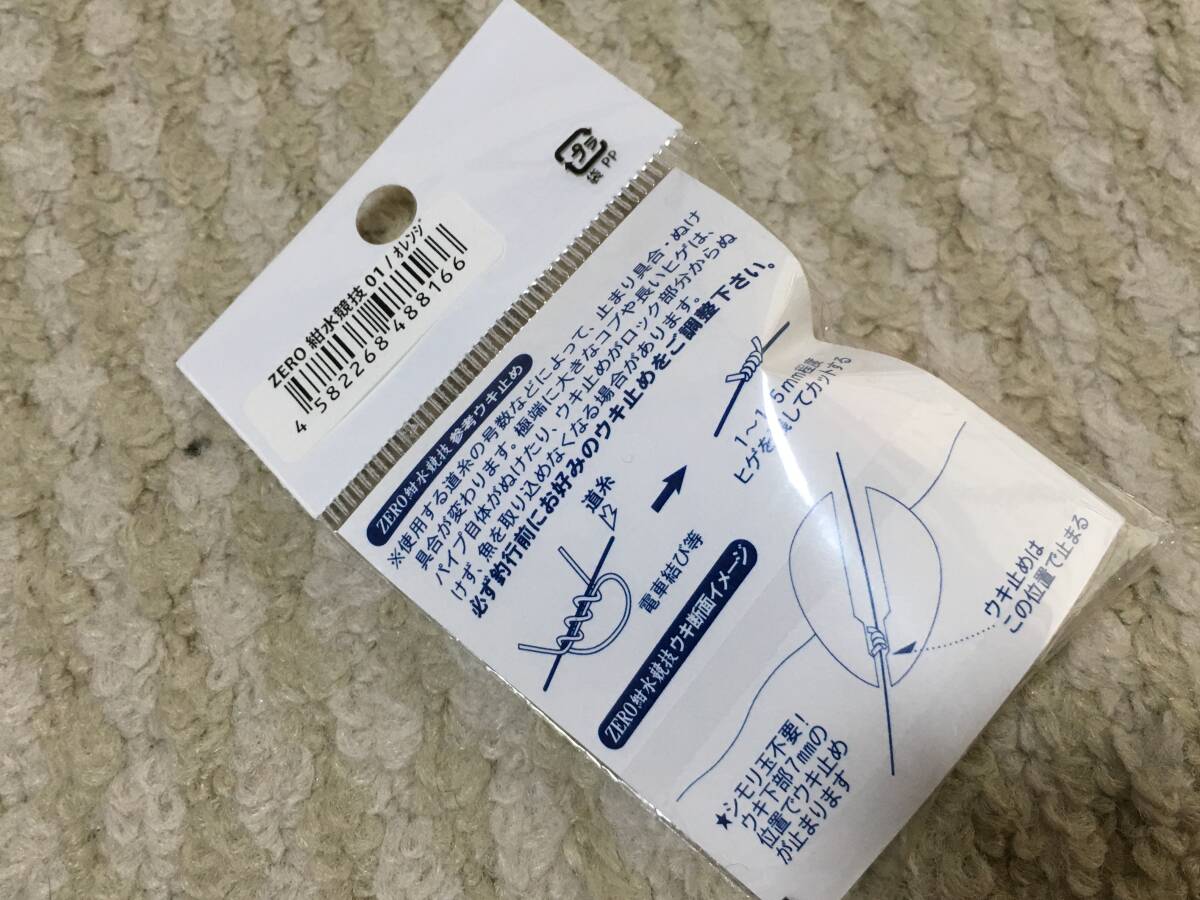 プラ
袋 PP
ZERO 紺水競技 01 / オレンジ
4 582268 488166
ZERO紺水競技 参考ウキ止め
※使用する道糸の号数などによって、止まり具合・ぬけ
具合が変わります。極端に大きなコブや長いヒゲは、
パイプ自体がぬけたり、ウキ止めがロック部分からぬ
けず、魚を取り込めなくなる場合があります。
必ず釣行前にお好みのウキ止めをご調整下さい。
道糸
電車結び等
1〜1.5mm程度
ヒゲを残してカットする
ZERO紺水競技ウキ断面イメージ
ウキ止めは
この位置で止まる
★シモリ玉不要！
ウキ下部7mmの
位置でウキ止め
が止まります